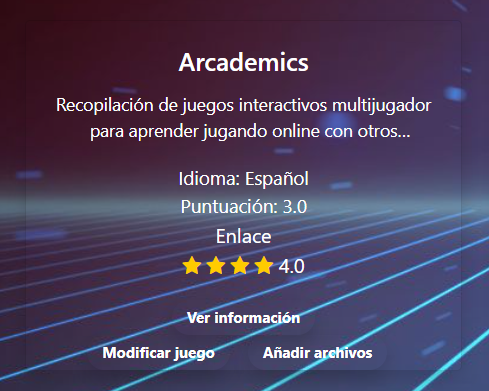 Arcademics
Recopilación de juegos interactivos multijugador
para aprender jugando online con otros...
Idioma: Español
Puntuación: 3.0
Enlace
4.0
Ver información
Modificar juego Añadir archivos